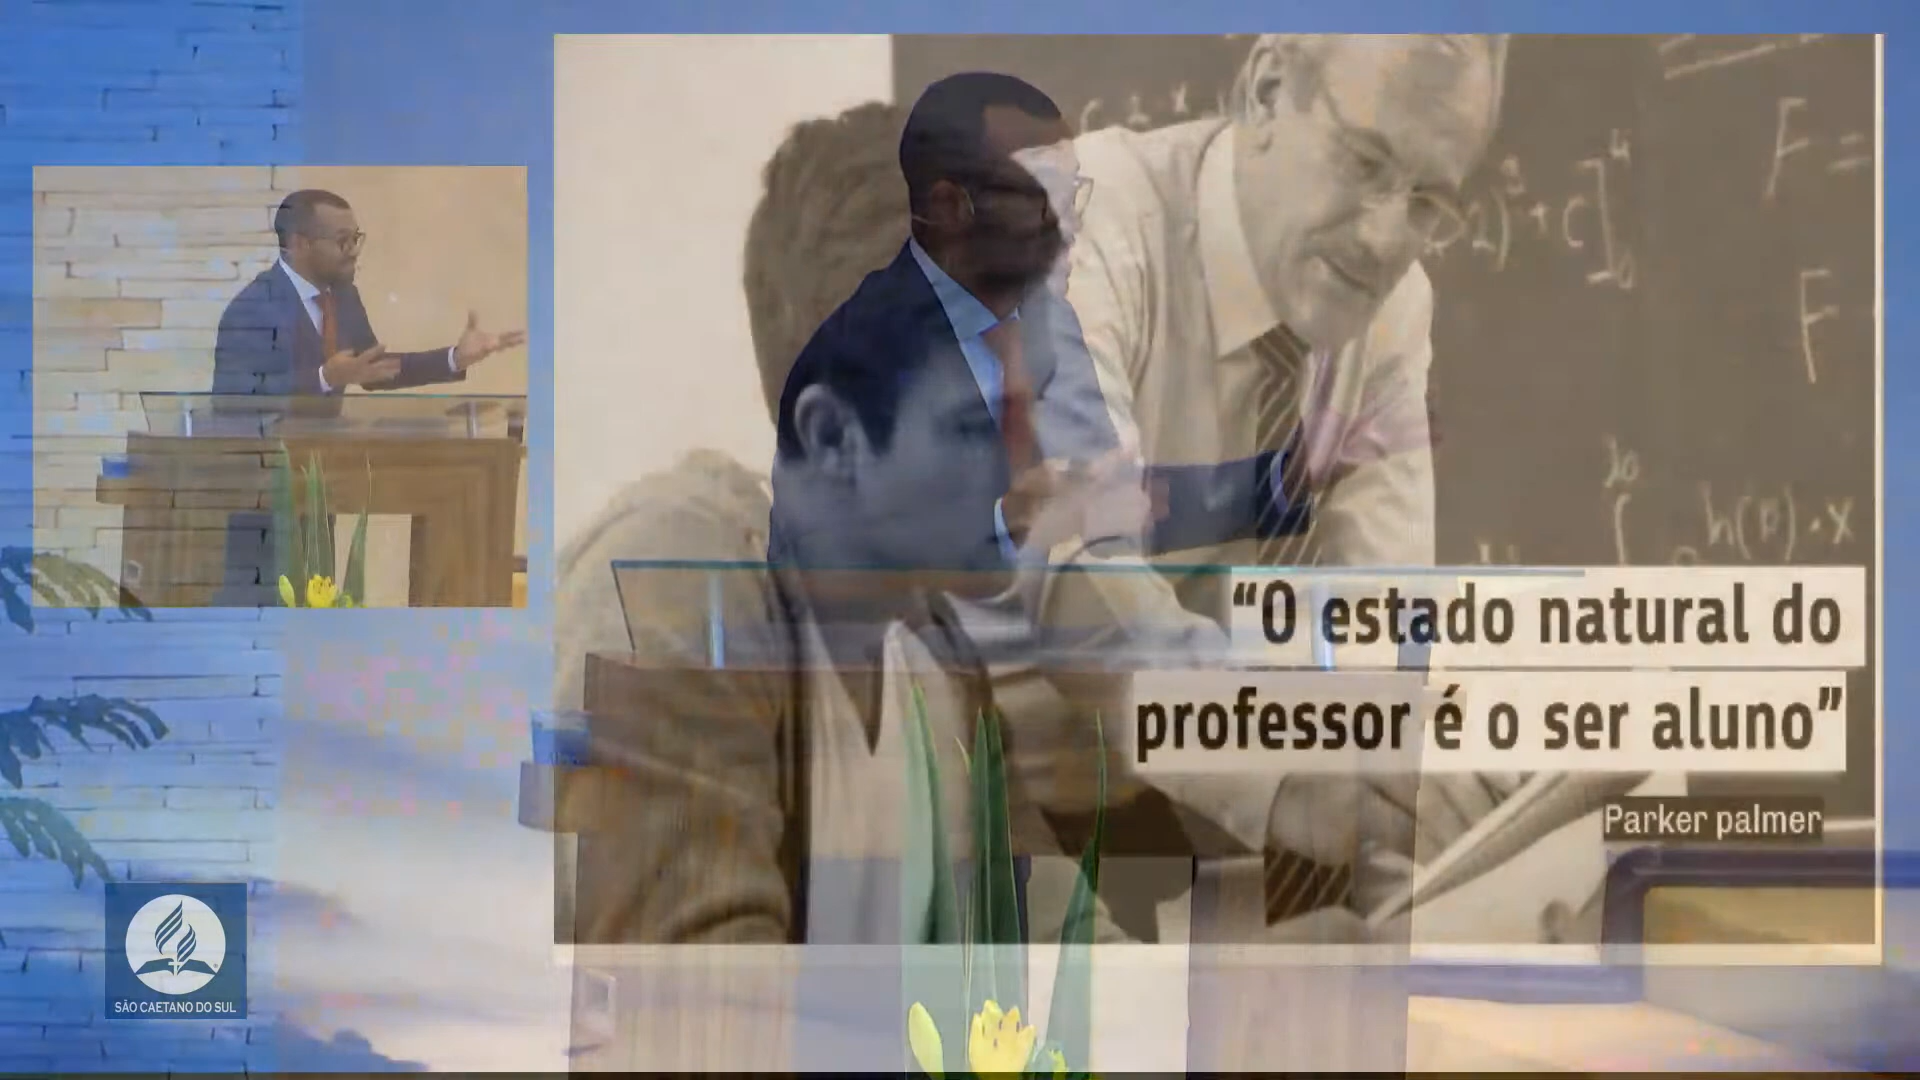 F =
F
h(p)·x
“O estado natural do
professor é o ser aluno”
Parker palmer
SÃO CAETANO DO SUL